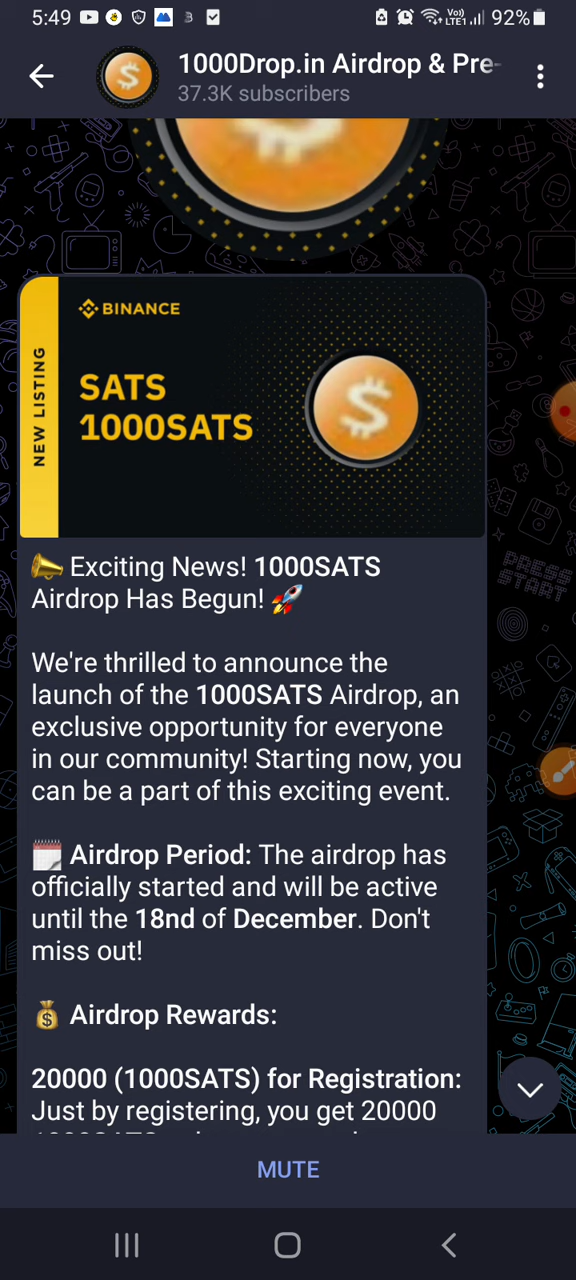 5:49
Vo))
LTE1
92%
1000Drop.in Airdrop & Pre-
37.3K subscribers
NEW LISTING
BINANCE
SATS
1000SATS
📣 Exciting News! 1000SATS
Airdrop Has Begun! 🚀
We're thrilled to announce the
launch of the 1000SATS Airdrop, an
exclusive opportunity for everyone
in our community! Starting now, you
can be a part of this exciting event.
🗓 Airdrop Period: The airdrop has
officially started and will be active
until the 18nd of December. Don't
miss out!
💰 Airdrop Rewards:
20000 (1000SATS) for Registration:
Just by registering, you get 20000
PRESS
START
MUTE